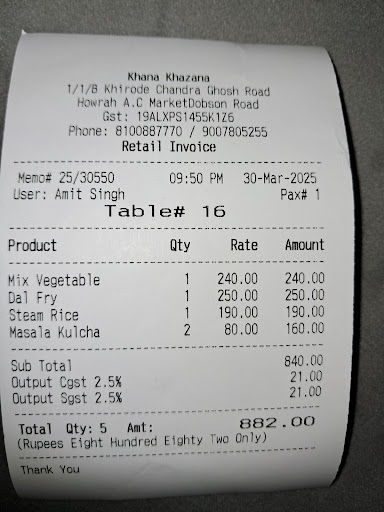 Khana Khazana
1/1/B Khirode Chandra Ghosh Road
Howrah A.C MarketDobson Road
Gst: 19ALXPS1455K1Z6
Phone: 8100887770 / 9007805255
Retail Invoice
Memo# 25/30550 09:50 PM 30-Mar-2025
User: Amit Singh Pax# 1
Table# 16
Product Qty Rate Amount
Mix Vegetable 1 240.00 240.00
Dal Fry 1 250.00 250.00
Steam Rice 1 190.00 190.00
Masala Kulcha 2 80.00 160.00
Sub Total 840.00
Output Cgst 2.5% 21.00
Output Sgst 2.5% 21.00
Total Qty: 5 Amt: 882.00
(Rupees Eight Hundred Eighty Two Only)
Thank You